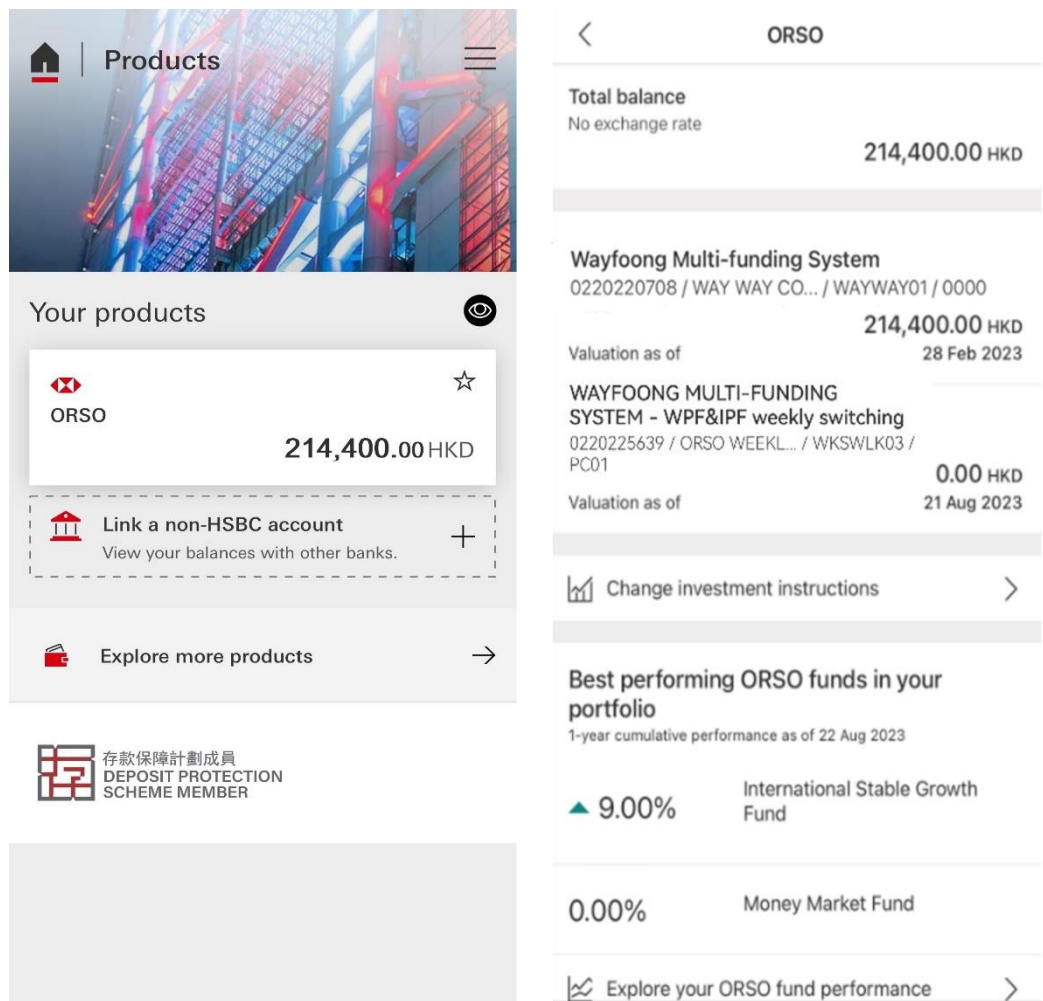 Products
Your products
ORSO
214,400.00 HKD
Link a non-HSBC account
View your balances with other banks.
Explore more products
存款保障計劃成員
DEPOSIT PROTECTION
SCHEME MEMBER
ORSO
Total balance
No exchange rate
214,400.00 HKD
Wayfoong Multi-funding System
0220220708 / WAY WAY CO... / WAYWAY01 / 0000
214,400.00 HKD
Valuation as of 28 Feb 2023
WAYFOONG MULTI-FUNDING
SYSTEM - WPF&IPF weekly switching
0220225639 / ORSO WEEKL... / WKSWLK03 /
PC01
0.00 HKD
Valuation as of 21 Aug 2023
Change investment instructions
Best performing ORSO funds in your
portfolio
1-year cumulative performance as of 22 Aug 2023
9.00% International Stable Growth
Fund
0.00% Money Market Fund
Explore your ORSO fund performance